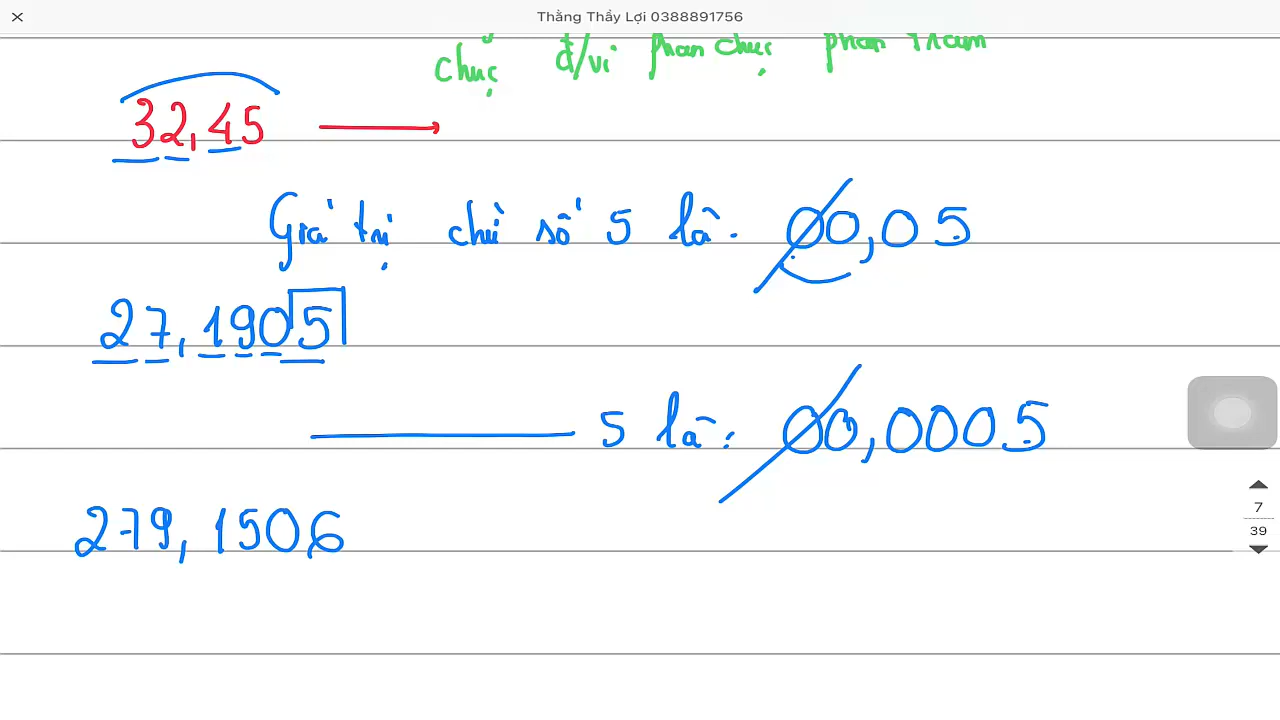 Thằng Thầy Lợi 0388891756
chục đ/vi phần chục phần trăm
32,45
Giá trị chữ số 5 là: 00,05
27,1905
5 là: 00,0005
279,1506
7
39